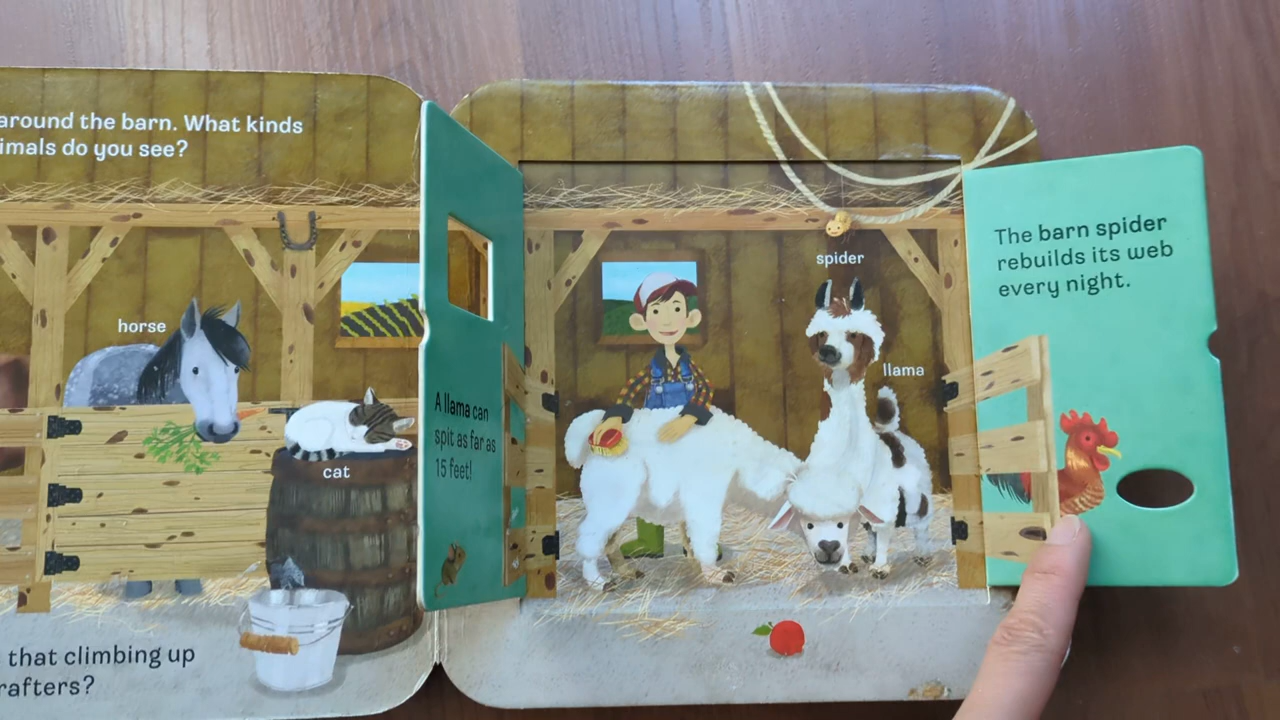 around the barn. What kinds
imals do you see?
horse
cat
that climbing up
rafters?
A llama can
spit as far as
15 feet!
spider
llama
The barn spider
rebuilds its web
every night.